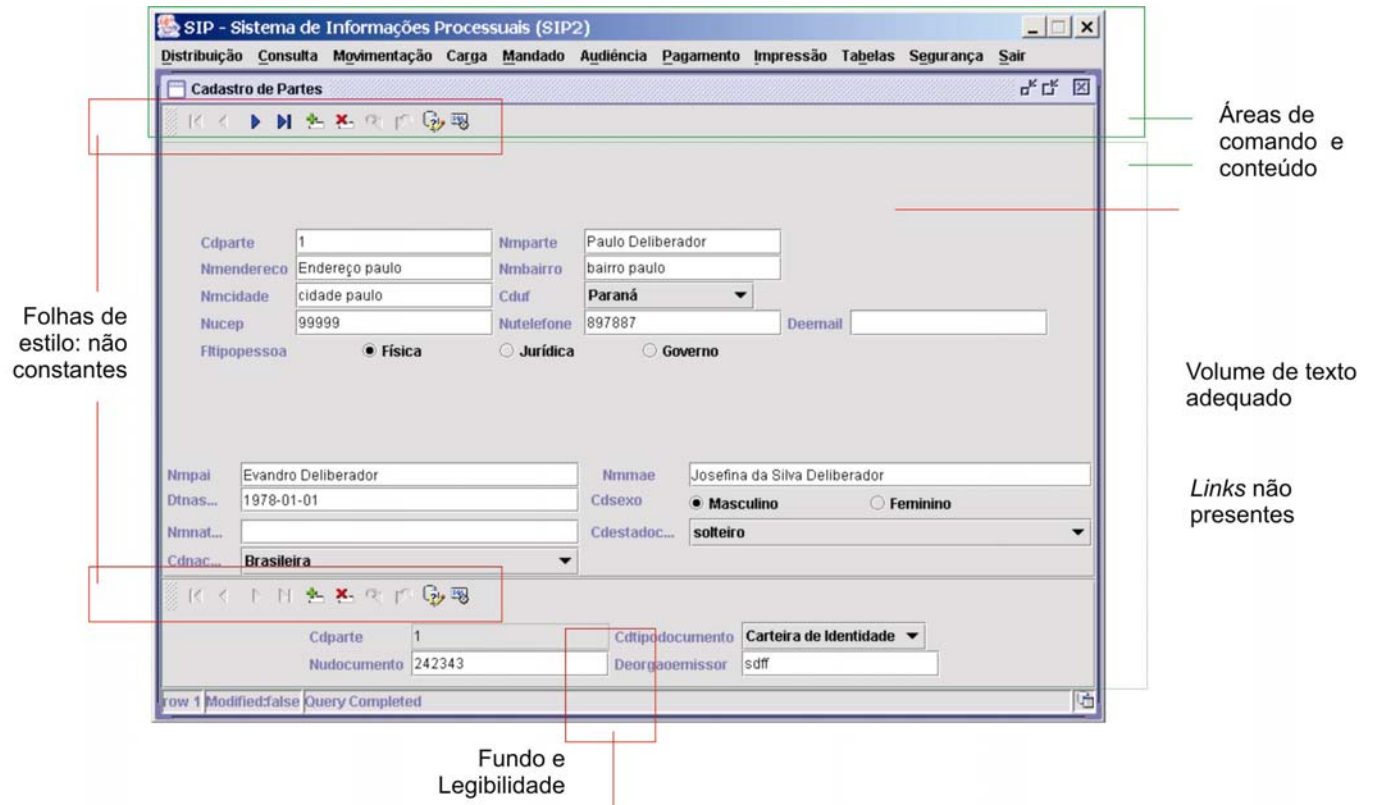 SIP - Sistema de Informações Processuais (SIP2)
Distribuição Consulta Movimentação Carga Mandado Audiência Pagamento Impressão Tabelas Segurança Sair
Cadastro de Partes
Áreas de
comando e
conteúdo
Cdparte 1 Nmparte Paulo Deliberador
Nmendereco Endereço paulo Nmbairro bairro paulo
Nmcidade cidade paulo Cduf Paraná
Nucep 99999 Nutelefone 897887 Deemail
Fltipopessoa Física Jurídica Governo
Folhas de
estilo: não
constantes
Volume de texto
adequado
Nmpai Evandro Deliberador Nmmae Josefina da Silva Deliberador
Dtnas... 1978-01-01 Cdsexo Masculino Feminino
Nmnat... Cdestadoc... solteiro
Cdnac... Brasileira
Links não
presentes
Cdparte 1 Cdtipodocumento Carteira de Identidade
Nudocumento 242343 Deorgaoemissor sdff
row 1 Modified:false Query Completed
Fundo e
Legibilidade